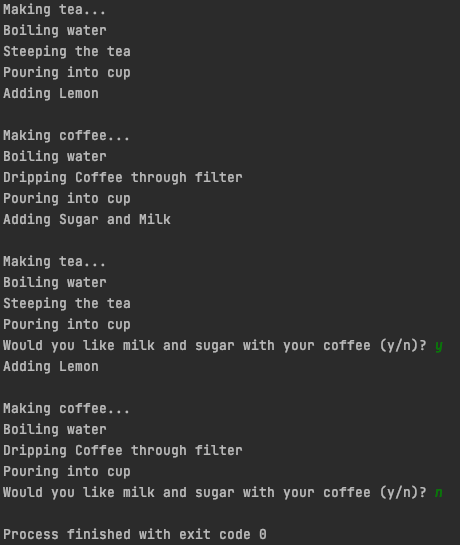 Making tea...
Boiling water
Steeping the tea
Pouring into cup
Adding Lemon
Making coffee...
Boiling water
Dripping Coffee through filter
Pouring into cup
Adding Sugar and Milk
Making tea...
Boiling water
Steeping the tea
Pouring into cup
Would you like milk and sugar with your coffee (y/n)? y
Adding Lemon
Making coffee...
Boiling water
Dripping Coffee through filter
Pouring into cup
Would you like milk and sugar with your coffee (y/n)? n
Process finished with exit code 0